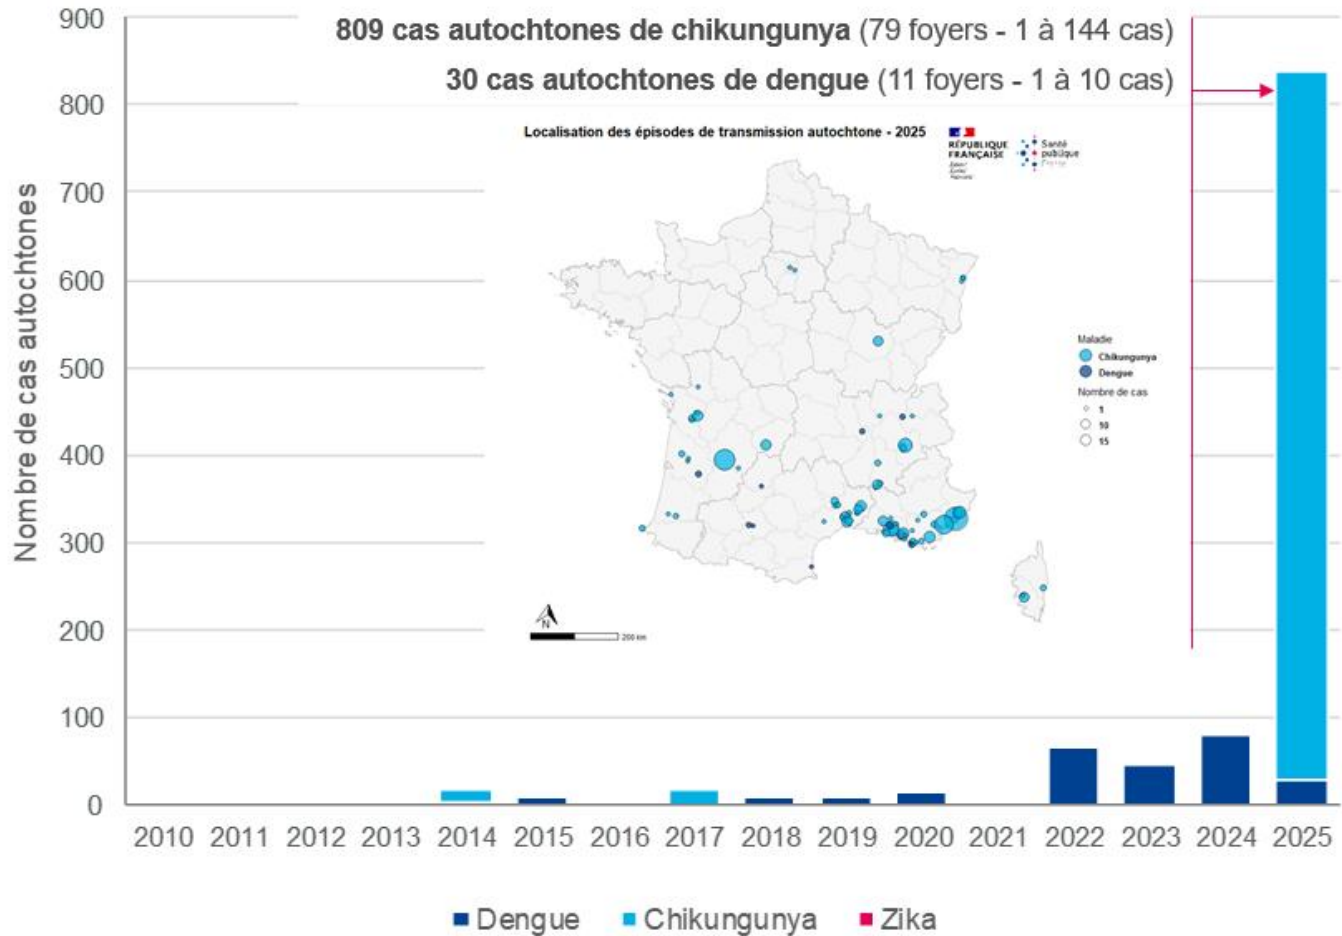 809 cas autochtones de chikungunya (79 foyers - 1 à 144 cas)
30 cas autochtones de dengue (11 foyers - 1 à 10 cas)
Localisation des épisodes de transmission autochtone - 2025
RÉPUBLIQUE
FRANÇAISE
Santé
publique
Nombre de cas autochtones
900
800
700
600
500
400
300
200
100
0
Maladie
Chikungunya
Dengue
Nombre de cas
1
10
15
N
200 km
2010 2011 2012 2013 2014 2015 2016 2017 2018 2019 2020 2021 2022 2023 2024 2025
Dengue Chikungunya Zika